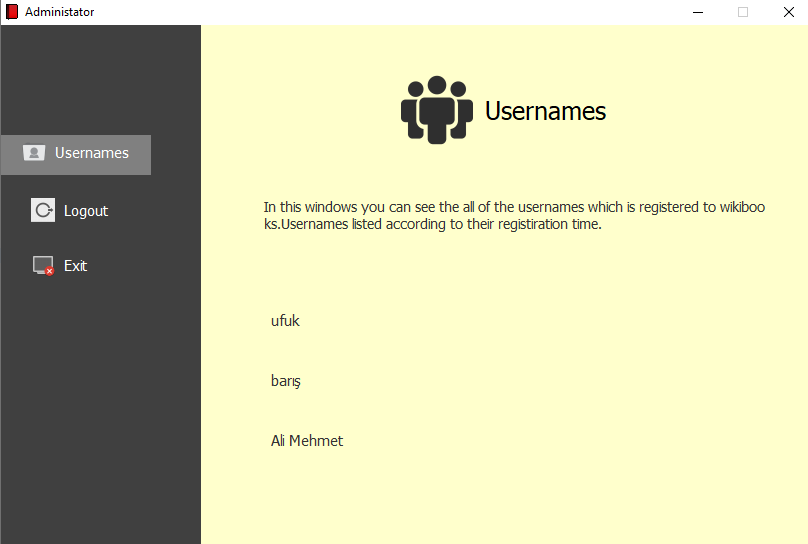 Administator
Usernames
Logout
Exit
Usernames
In this windows you can see the all of the usernames which is registered to wikiboo
ks.Usernames listed according to their registiration time.
ufuk
barış
Ali Mehmet